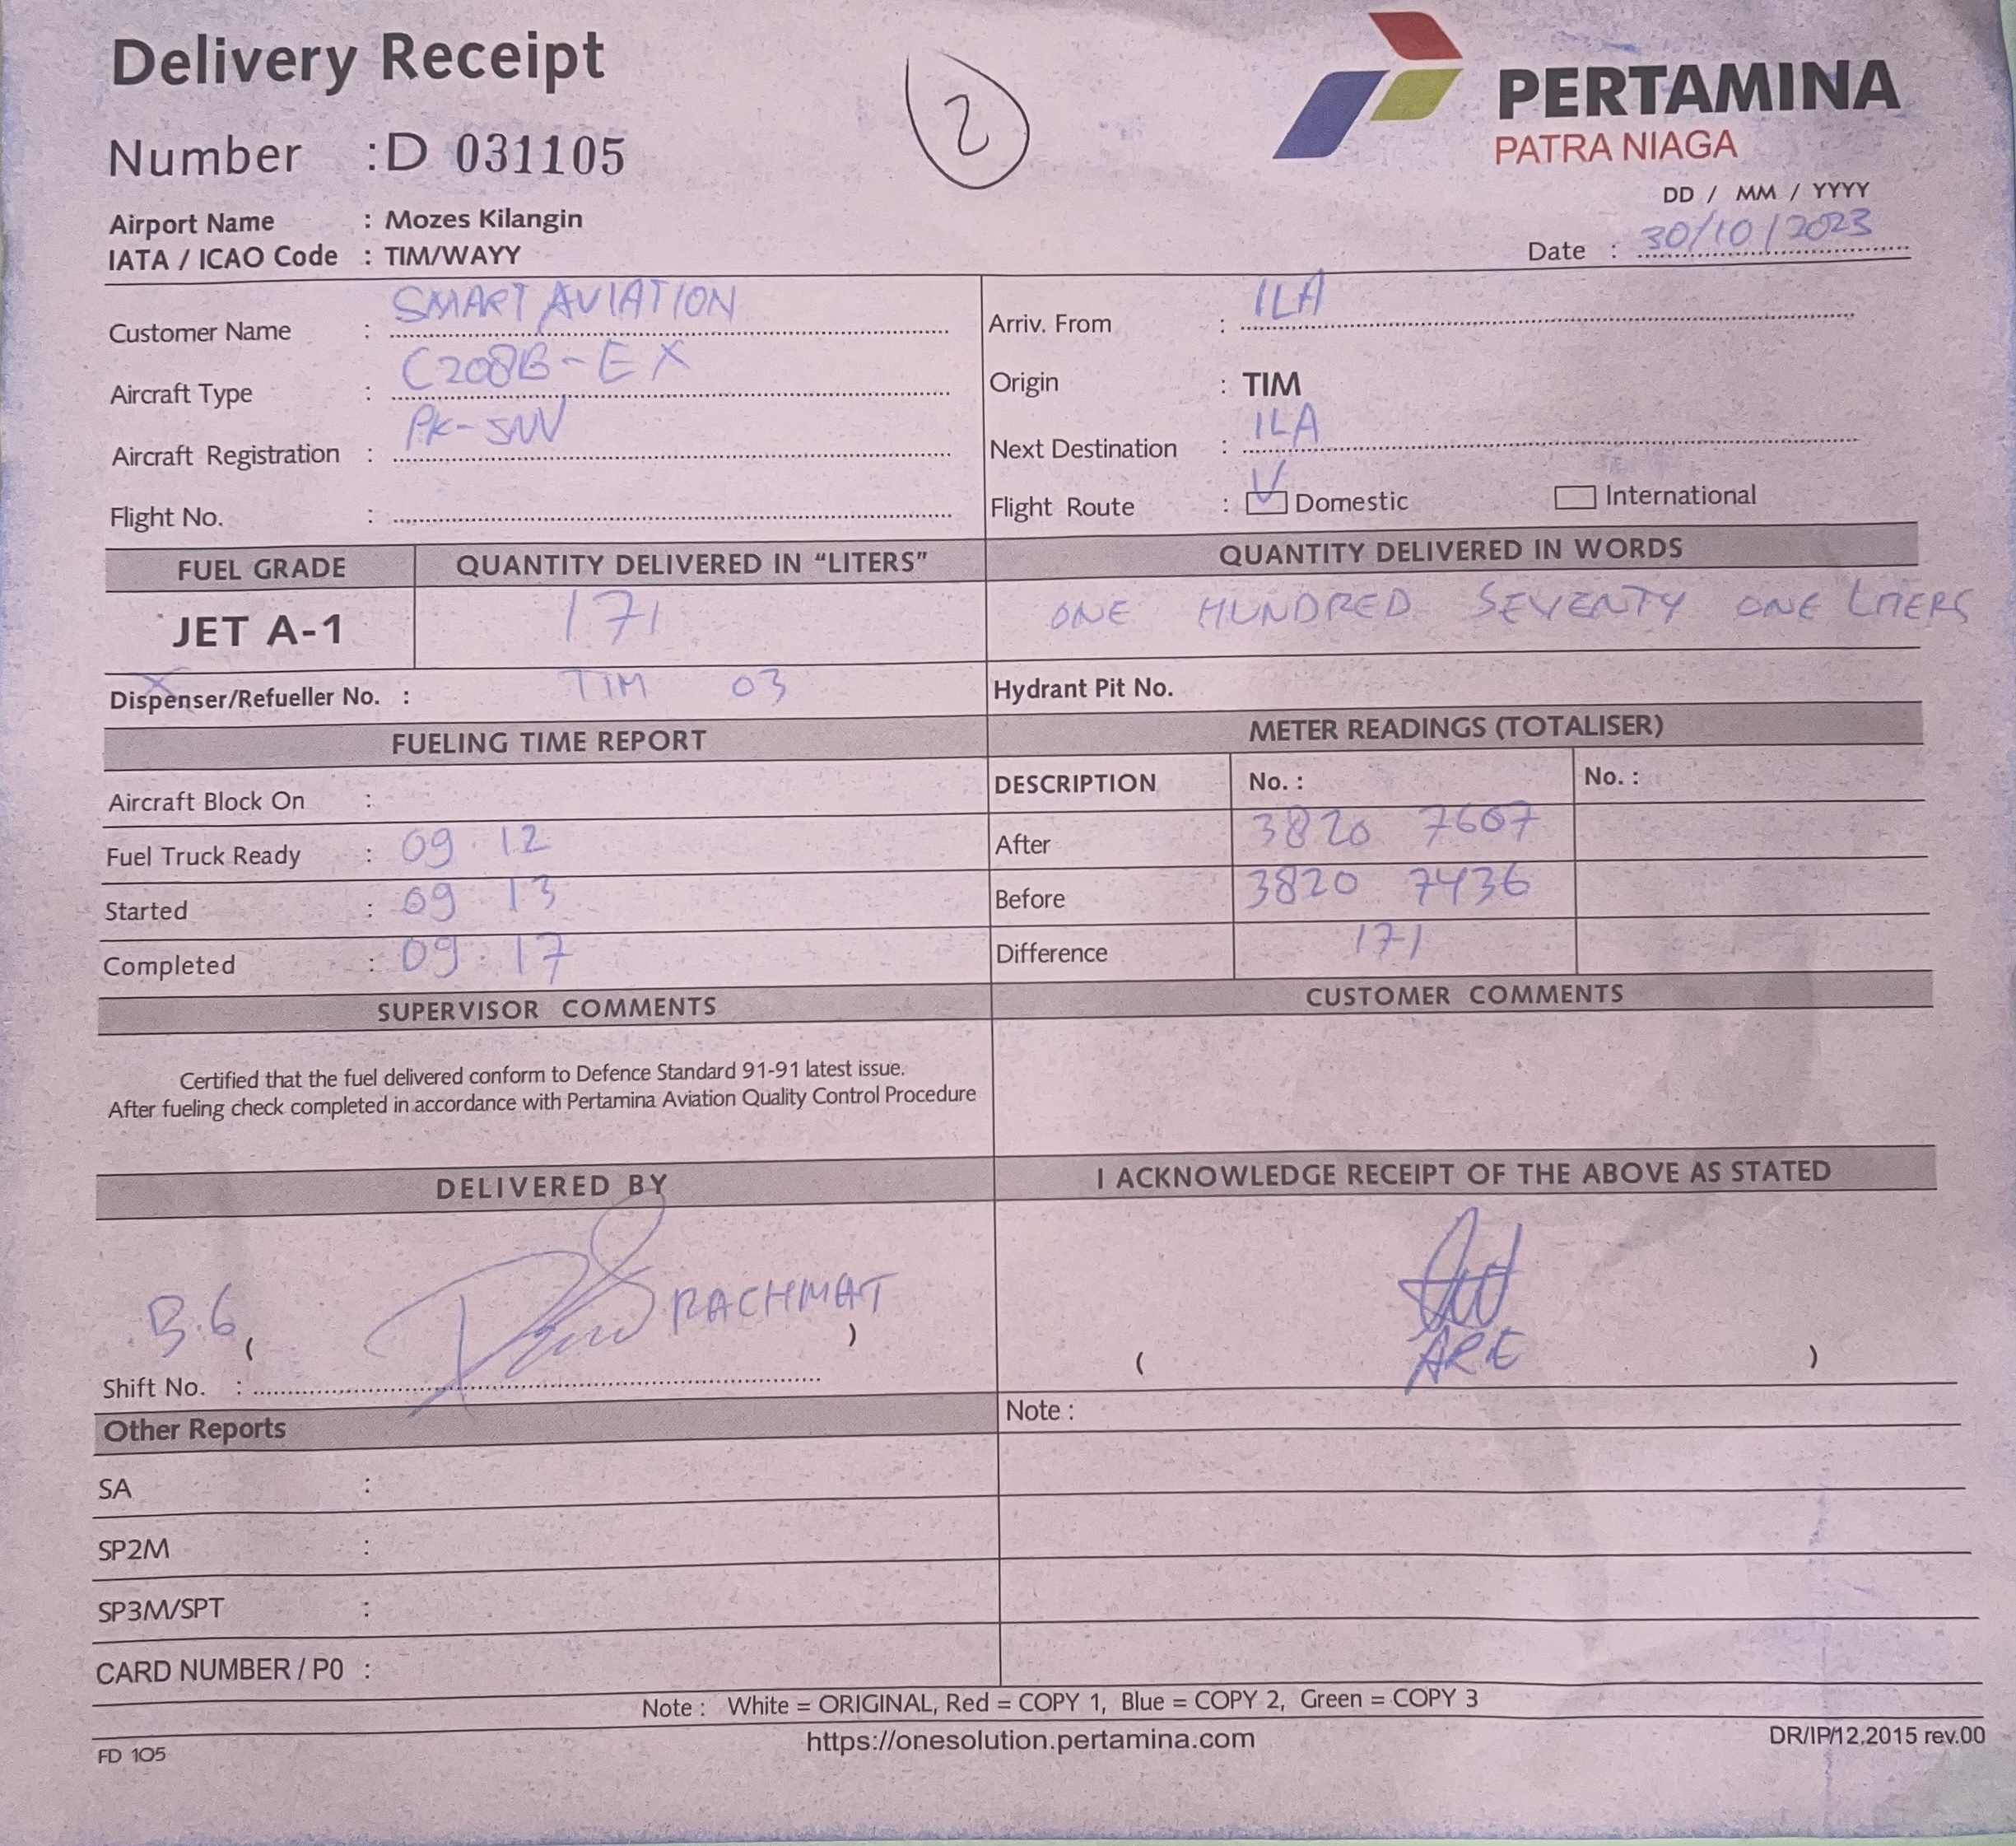 Delivery Receipt
2
PERTAMINA
PATRA NIAGA
Number : D 031105
DD / MM / YYYY
Airport Name : Mozes Kilangin
IATA / ICAO Code : TIM/WAYY
Date : 30/10/2023
Customer Name : SMART AVIATION
Arriv. From : ILA
Aircraft Type : C208B-EX
Origin : TIM
Aircraft Registration : PK-SNV
Next Destination : ILA
Flight No. :
Flight Route : V Domestic International
FUEL GRADE QUANTITY DELIVERED IN "LITERS" QUANTITY DELIVERED IN WORDS
JET A-1 171 ONE HUNDRED SEVENTY ONE LITERS
Dispenser/Refueller No. : TIM 03 Hydrant Pit No.
FUELING TIME REPORT METER READINGS (TOTALISER)
Aircraft Block On : DESCRIPTION No. : No. :
Fuel Truck Ready : 09 12 After 3820 7607
Started : 09 13 Before 3820 7436
Completed : 09 17 Difference 171
SUPERVISOR COMMENTS CUSTOMER COMMENTS
Certified that the fuel delivered conform to Defence Standard 91-91 latest issue.
After fueling check completed in accordance with Pertamina Aviation Quality Control Procedure
DELIVERED BY I ACKNOWLEDGE RECEIPT OF THE ABOVE AS STATED
B.6 ( RACHMAT ) ( ARE )
Shift No. :
Other Reports Note :
SA :
SP2M :
SP3M/SPT :
CARD NUMBER / P0 :
Note : White = ORIGINAL, Red = COPY 1, Blue = COPY 2, Green = COPY 3
FD 105 https://onesolution.pertamina.com DR/IP/12.2015 rev.00